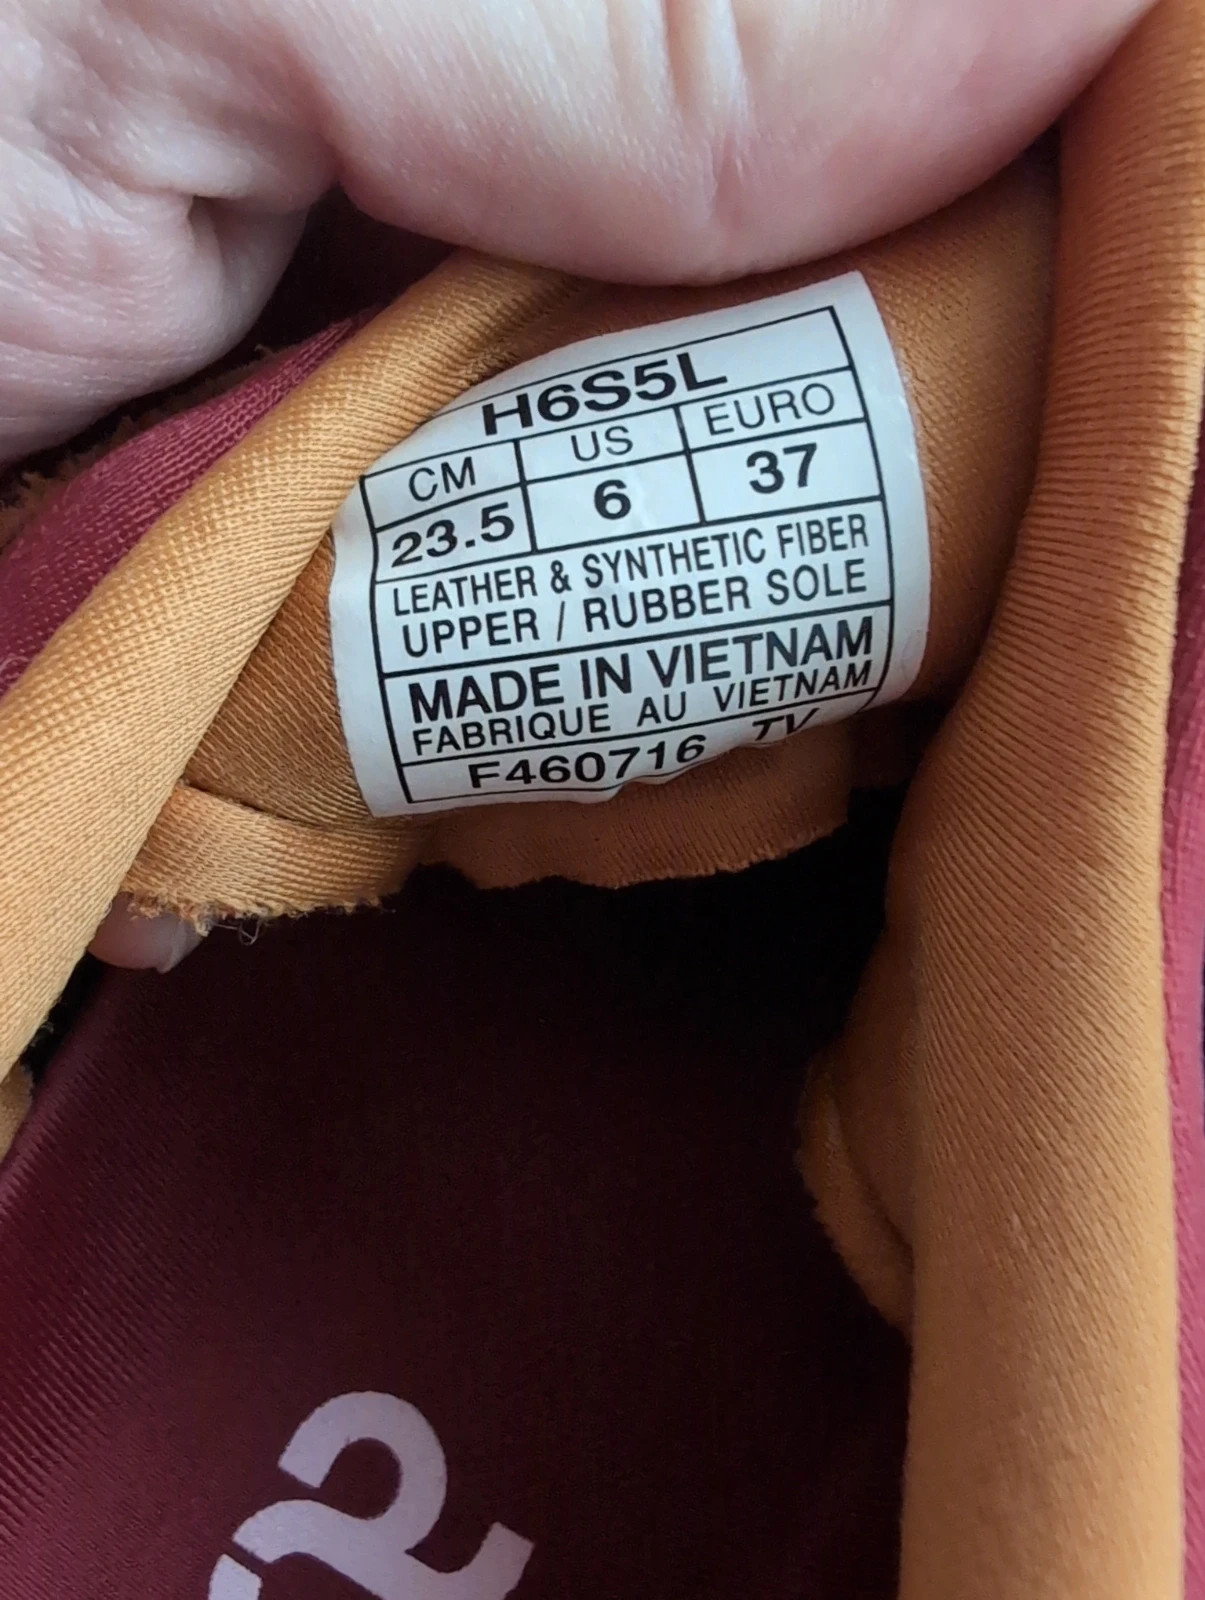 H6S5L
CM US EURO
23.5 6 37
LEATHER & SYNTHETIC FIBER
UPPER / RUBBER SOLE
MADE IN VIETNAM
FABRIQUE AU VIETNAM
F460716 TV